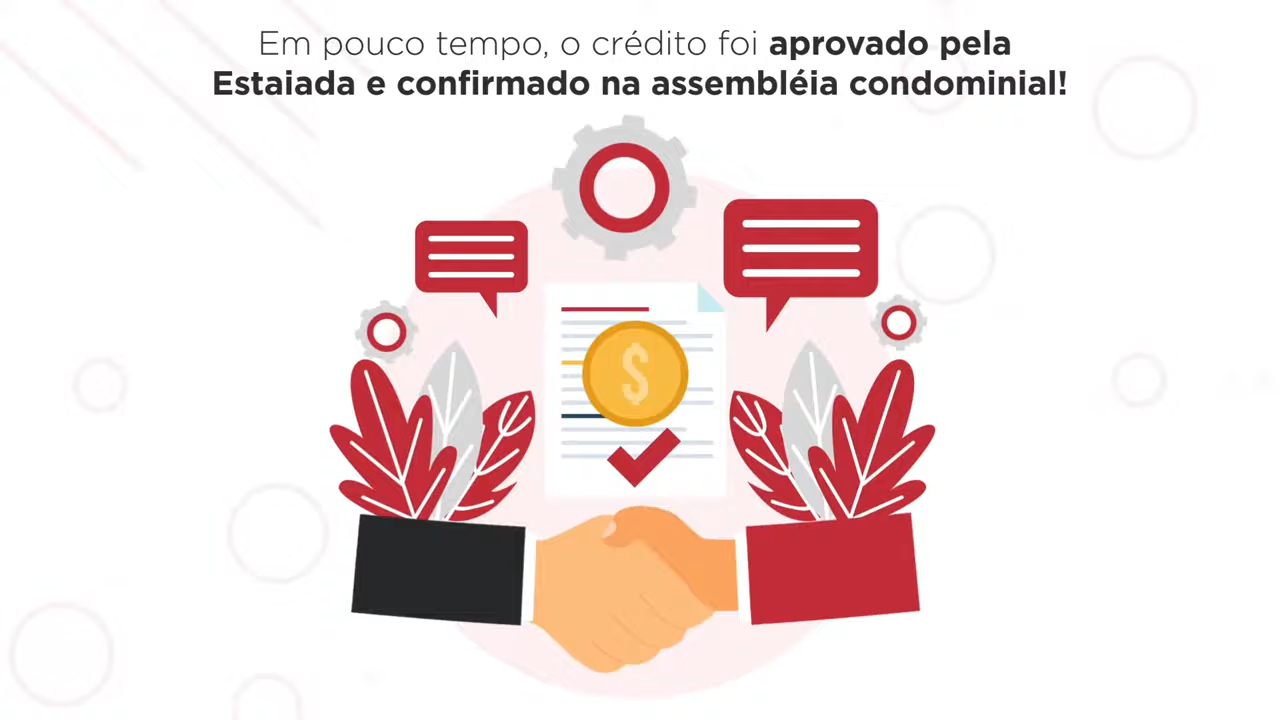 Em pouco tempo, o crédito foi aprovado pela
Estaiada e confirmado na assembléia condominial!
$